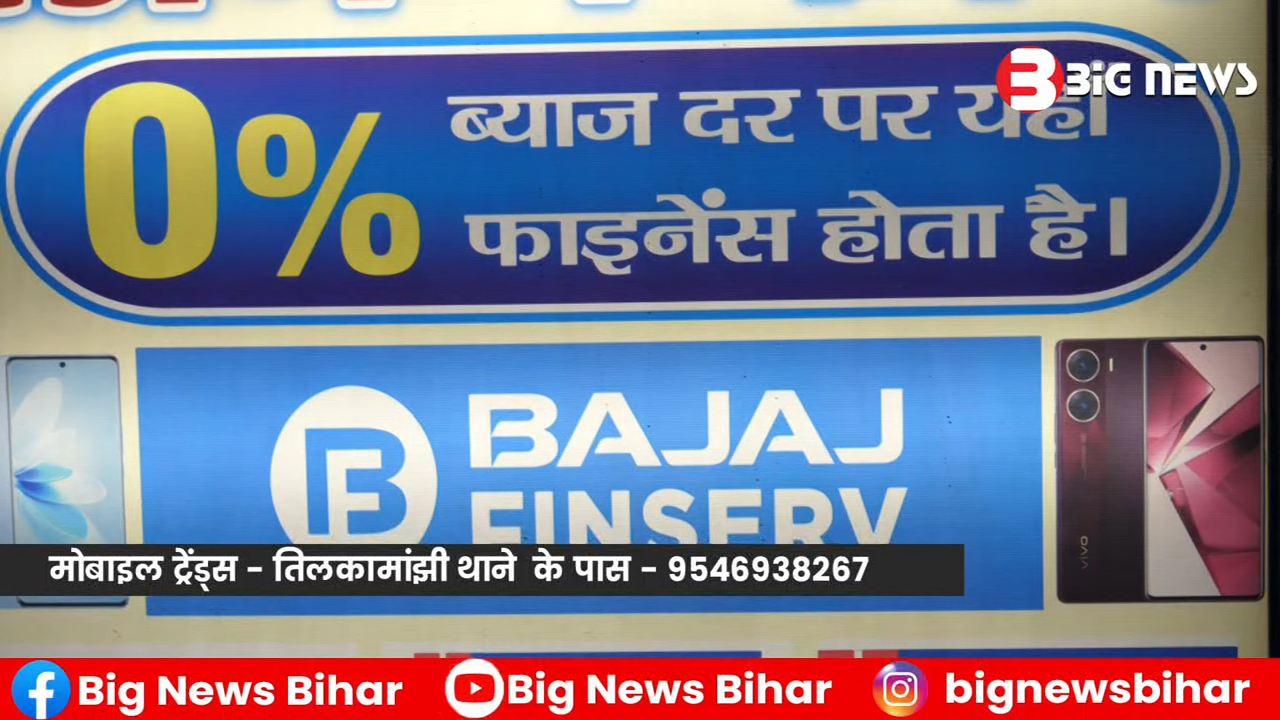 BIG NEWS
0%
ब्याज दर पर यहाँ
फाइनेंस होता है।
BAJAJ
FINSERV
vivo
मोबाइल ट्रेंड्स - तिलकामांझी थाने के पास - 9546938267
Big News Bihar Big News Bihar bignewsbihar